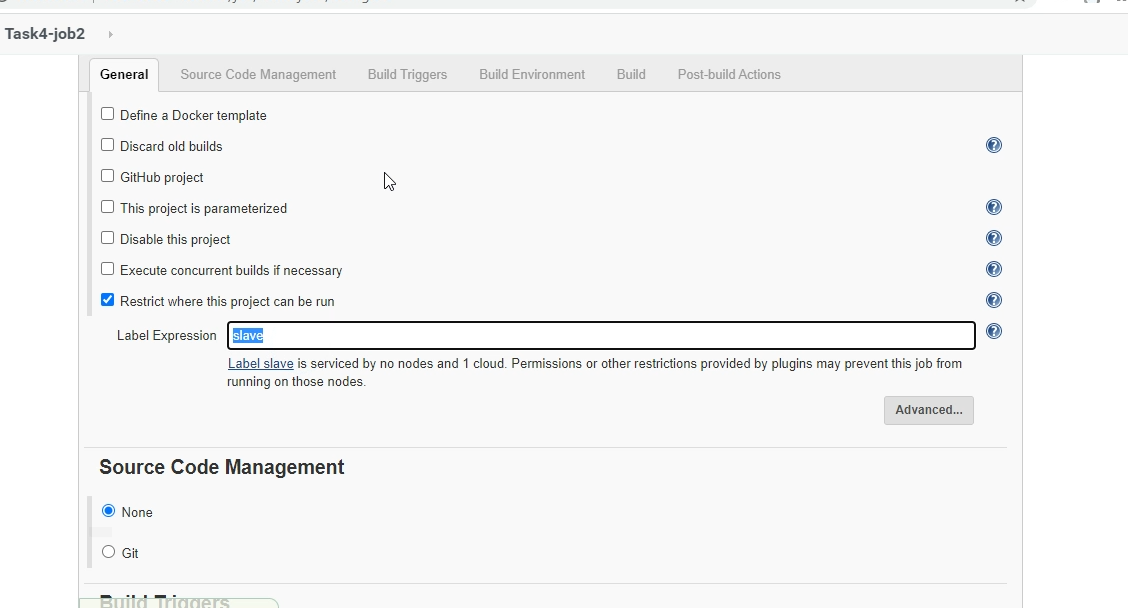 Task4-job2
General Source Code Management Build Triggers Build Environment Build Post-build Actions
Define a Docker template
Discard old builds
GitHub project
This project is parameterized
Disable this project
Execute concurrent builds if necessary
Restrict where this project can be run
Label Expression slave
Label slave is serviced by no nodes and 1 cloud. Permissions or other restrictions provided by plugins may prevent this job from
running on those nodes.
Advanced...
Source Code Management
None
Git
Build Triggers